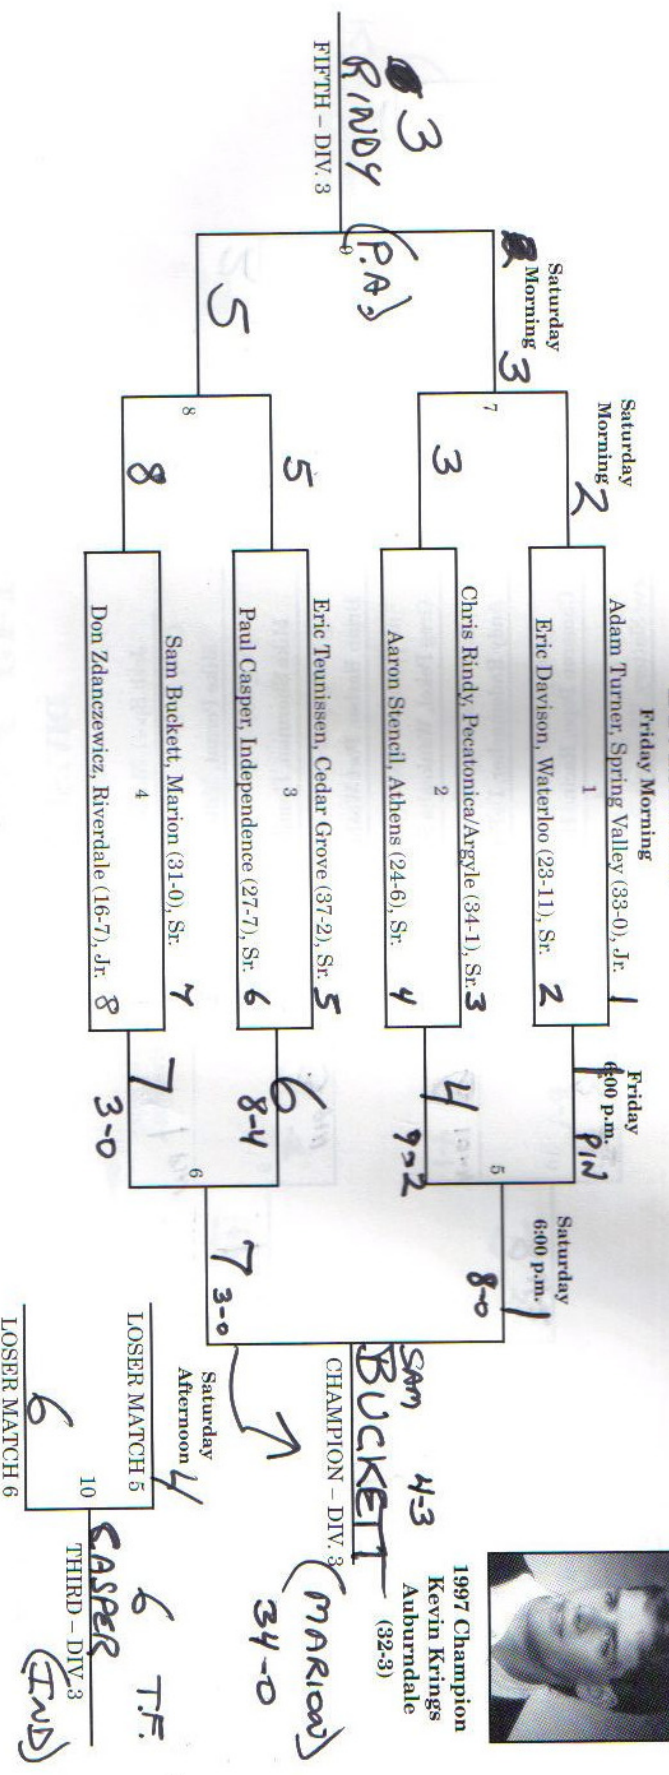 Friday Morning
Saturday
Morning
3
Saturday
Morning
2
Friday
6:00 p.m.
1
PIN
Saturday
6:00 p.m.
1
8-0
Adam Turner, Spring Valley (33-0), Jr. 1
1
Eric Davison, Waterloo (23-11), Sr. 2
Chris Rindy, Pecatonica/Argyle (34-1), Sr. 3
2
Aaron Stencil, Athens (24-6), Sr. 4
Eric Teunissen, Cedar Grove (37-2), Sr. 5
3
Paul Casper, Independence (27-7), Sr. 6
Sam Buckett, Marion (31-0), Sr. 7
4
Don Zdanczewicz, Riverdale (16-7), Jr. 8
7
3
5
8
8
5
9
3
RINDY (P.A.)
FIFTH – DIV. 3
4
9-2
5
6
8-4
6
7
3-0
7
3-0
SAM 4-3
BUCKETT
CHAMPION – DIV. 3
(MARION)
34-0
1997 Champion
Kevin Krings
Auburndale
(32-3)
Saturday
Afternoon
4
LOSER MATCH 5
10
6
LOSER MATCH 6
6 T.F.
CASPER
THIRD – DIV. 3
(IND)